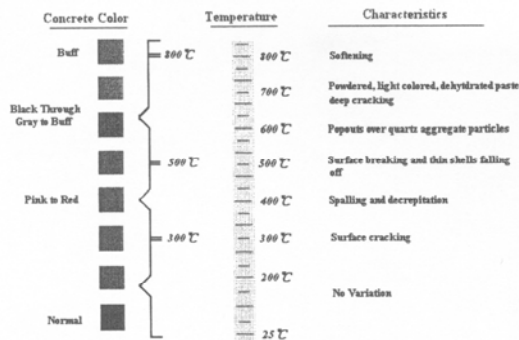 Concrete Color
Temperature
Characteristics
Buff
800℃
800℃
Softening
700℃
Powdered, light colored, dehydrated paste
deep cracking
Black Through
Gray to Buff
600℃
Popouts over quartz aggregate particles
500℃
500℃
Surface breaking and thin shells falling
off
Pink to Red
400℃
Spalling and decrepitation
300℃
300℃
Surface cracking
200℃
No Variation
Normal
25℃